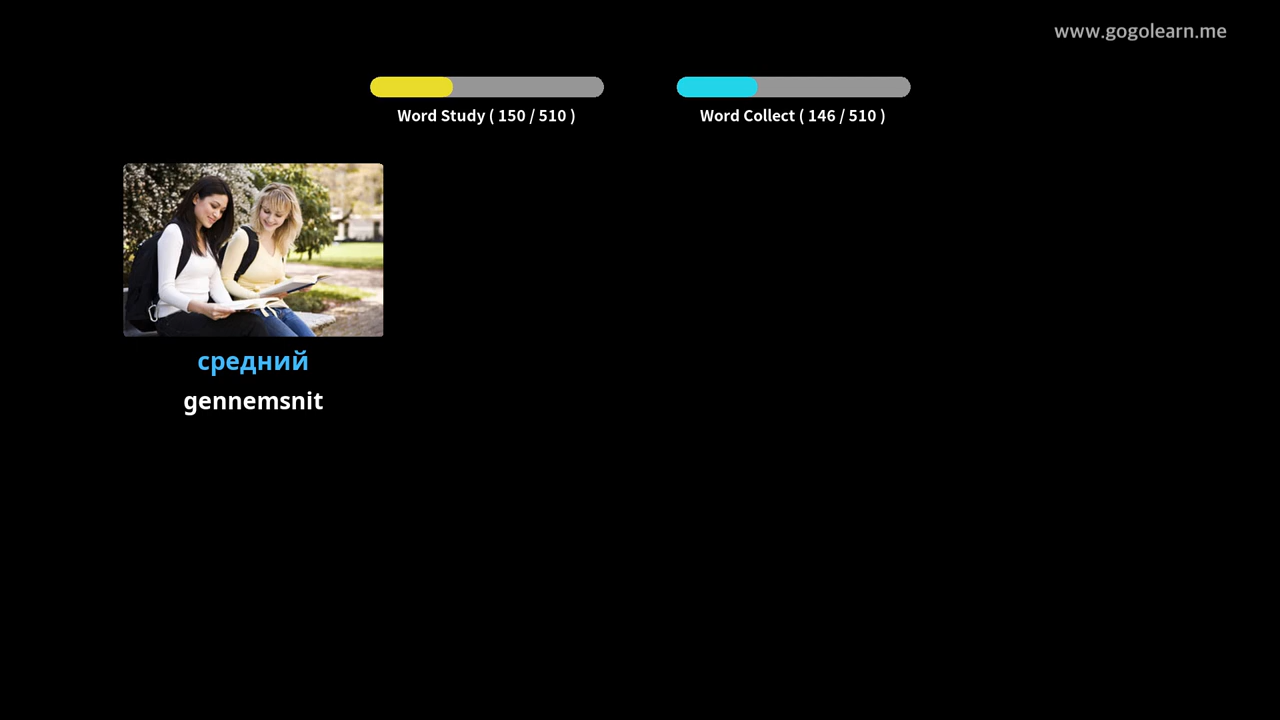 www.gogolearn.me
Word Study ( 150 / 510 )
Word Collect ( 146 / 510 )
средний
gennemsnit